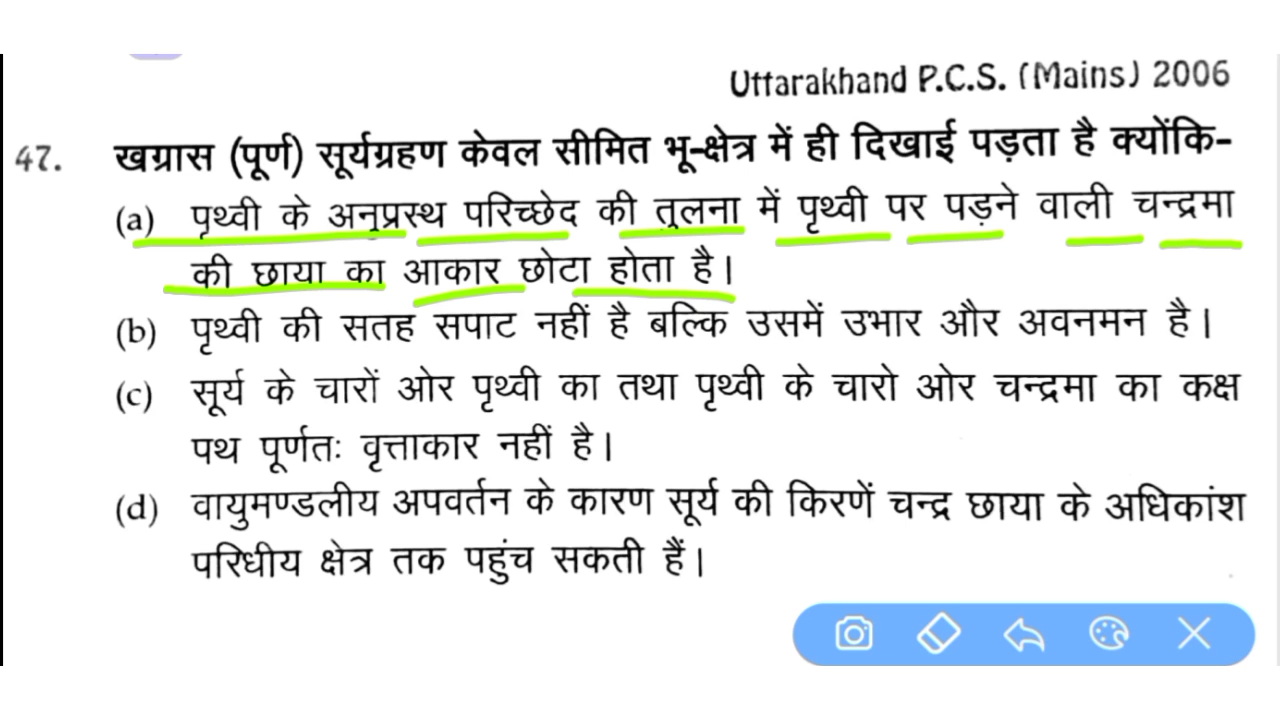 Uttarakhand P.C.S. (Mains) 2006
47. खग्रास (पूर्ण) सूर्यग्रहण केवल सीमित भू-क्षेत्र में ही दिखाई पड़ता है क्योंकि-
(a) पृथ्वी के अनुप्रस्थ परिच्छेद की तुलना में पृथ्वी पर पड़ने वाली चन्द्रमा
की छाया का आकार छोटा होता है।
(b) पृथ्वी की सतह सपाट नहीं है बल्कि उसमें उभार और अवनमन है।
(c) सूर्य के चारों ओर पृथ्वी का तथा पृथ्वी के चारो ओर चन्द्रमा का कक्ष
पथ पूर्णतः वृत्ताकार नहीं है।
(d) वायुमण्डलीय अपवर्तन के कारण सूर्य की किरणें चन्द्र छाया के अधिकांश
परिधीय क्षेत्र तक पहुंच सकती हैं।